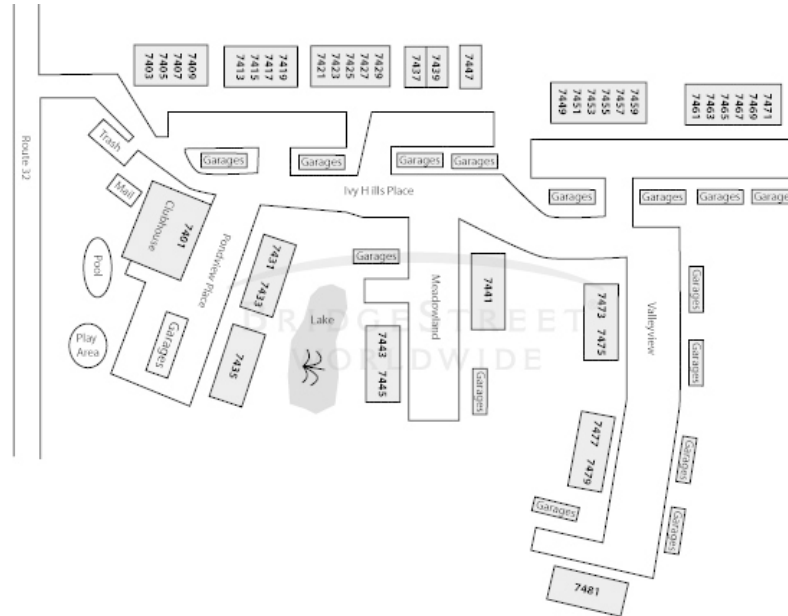 7403
7405
7407
7409
7413
7415
7417
7419
7421
7423
7425
7427
7429
7437
7439
7447
7449
7451
7453
7455
7457
7459
7461
7463
7465
7467
7469
7471
Route 32
Trash
Mail
Garages
Garages
Garages
Garages
Garages
Garages
Garages
Garages
Ivy Hills Place
Clubhouse
7401
Pool
Play
Area
Garages
Pondview Place
7431 7433
7435
Lake
Garages
7443 7445
Meadowland
7441
Garages
7473 7475
Valleyview
Garages
Garages
7477 7479
Garages
Garages
Garages
7481
BRIDGESTREET
WORLDWIDE